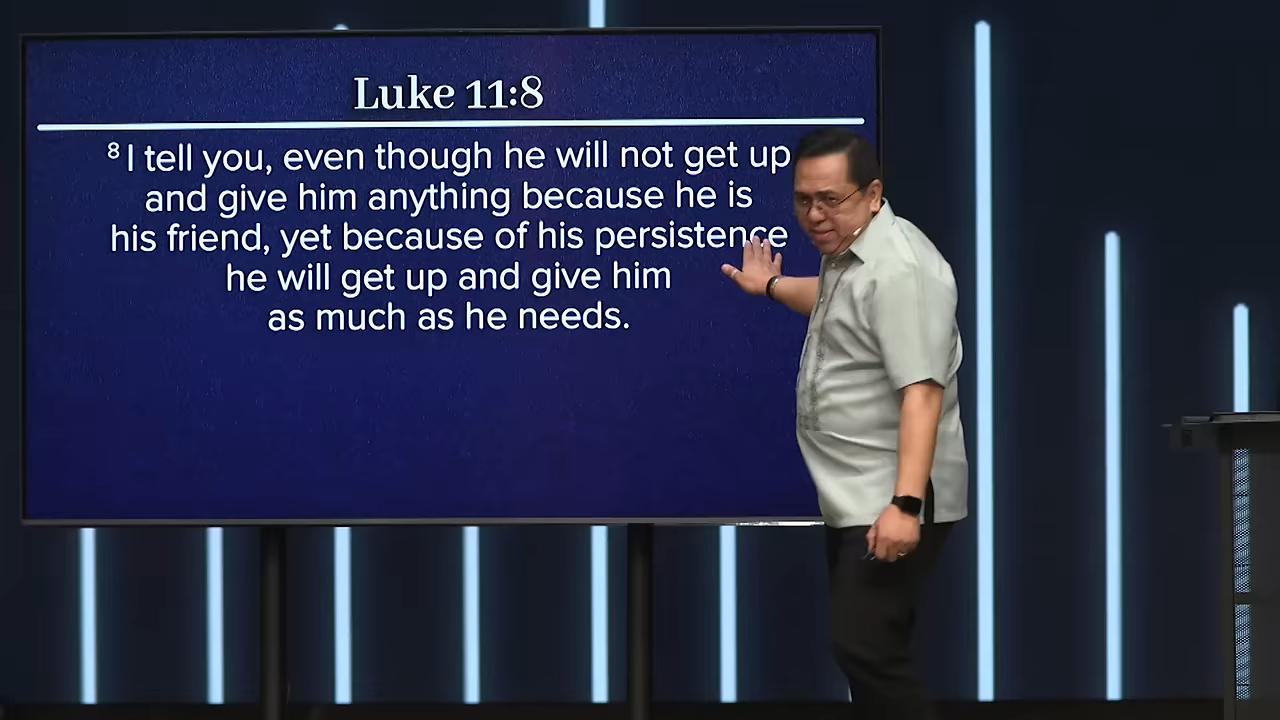 Luke 11:8
⁸ I tell you, even though he will not get up
and give him anything because he is
his friend, yet because of his persistence
he will get up and give him
as much as he needs.